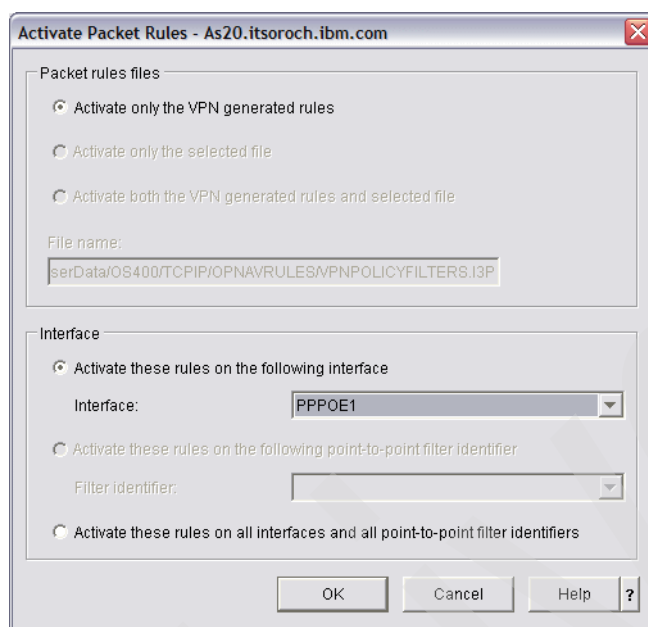 Activate Packet Rules - As20.itsoroch.ibm.com
Packet rules files
Activate only the VPN generated rules
Activate only the selected file
Activate both the VPN generated rules and selected file
File name:
serData/OS400/TCPIP/OPNAVRULES/VPNPOLICYFILTERS.I3P
Interface
Activate these rules on the following interface
Interface:
PPPOE1
Activate these rules on the following point-to-point filter identifier
Filter identifier:
Activate these rules on all interfaces and all point-to-point filter identifiers
OK
Cancel
Help
?